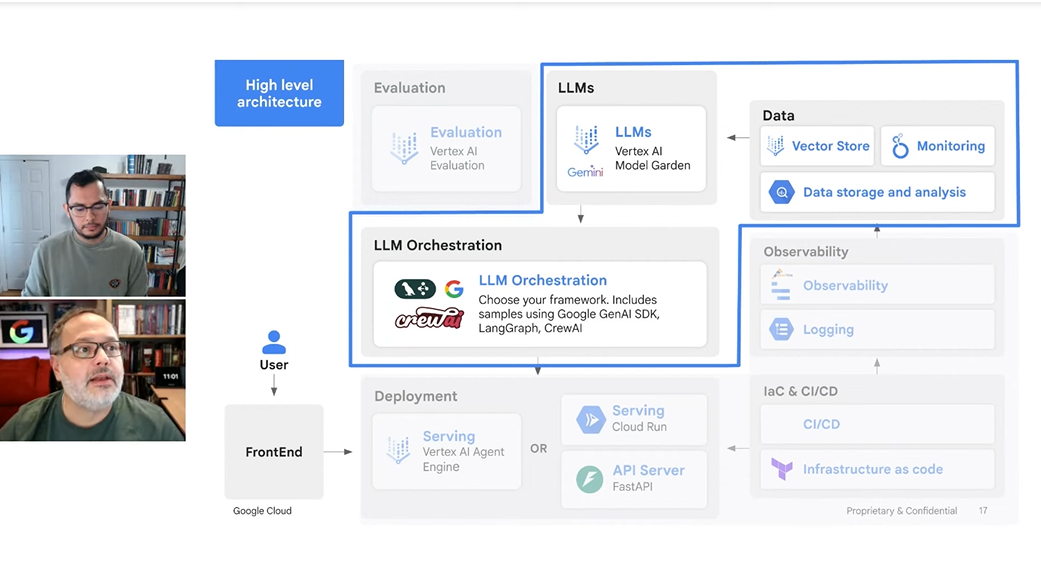 High level
architecture
Evaluation
Evaluation
Vertex AI
Evaluation
LLMs
LLMs
Vertex AI
Model Garden
Gemini
Data
Vector Store
Monitoring
Data storage and analysis
LLM Orchestration
LLM Orchestration
Choose your framework. Includes
samples using Google GenAI SDK,
LangGraph, CrewAI
G
crewai
Observability
Observability
Logging
User
FrontEnd
Deployment
Serving
Vertex AI Agent
Engine
OR
Serving
Cloud Run
API Server
FastAPI
IaC & CI/CD
CI/CD
Infrastructure as code
Google Cloud
Proprietary & Confidential
17
G
11:01